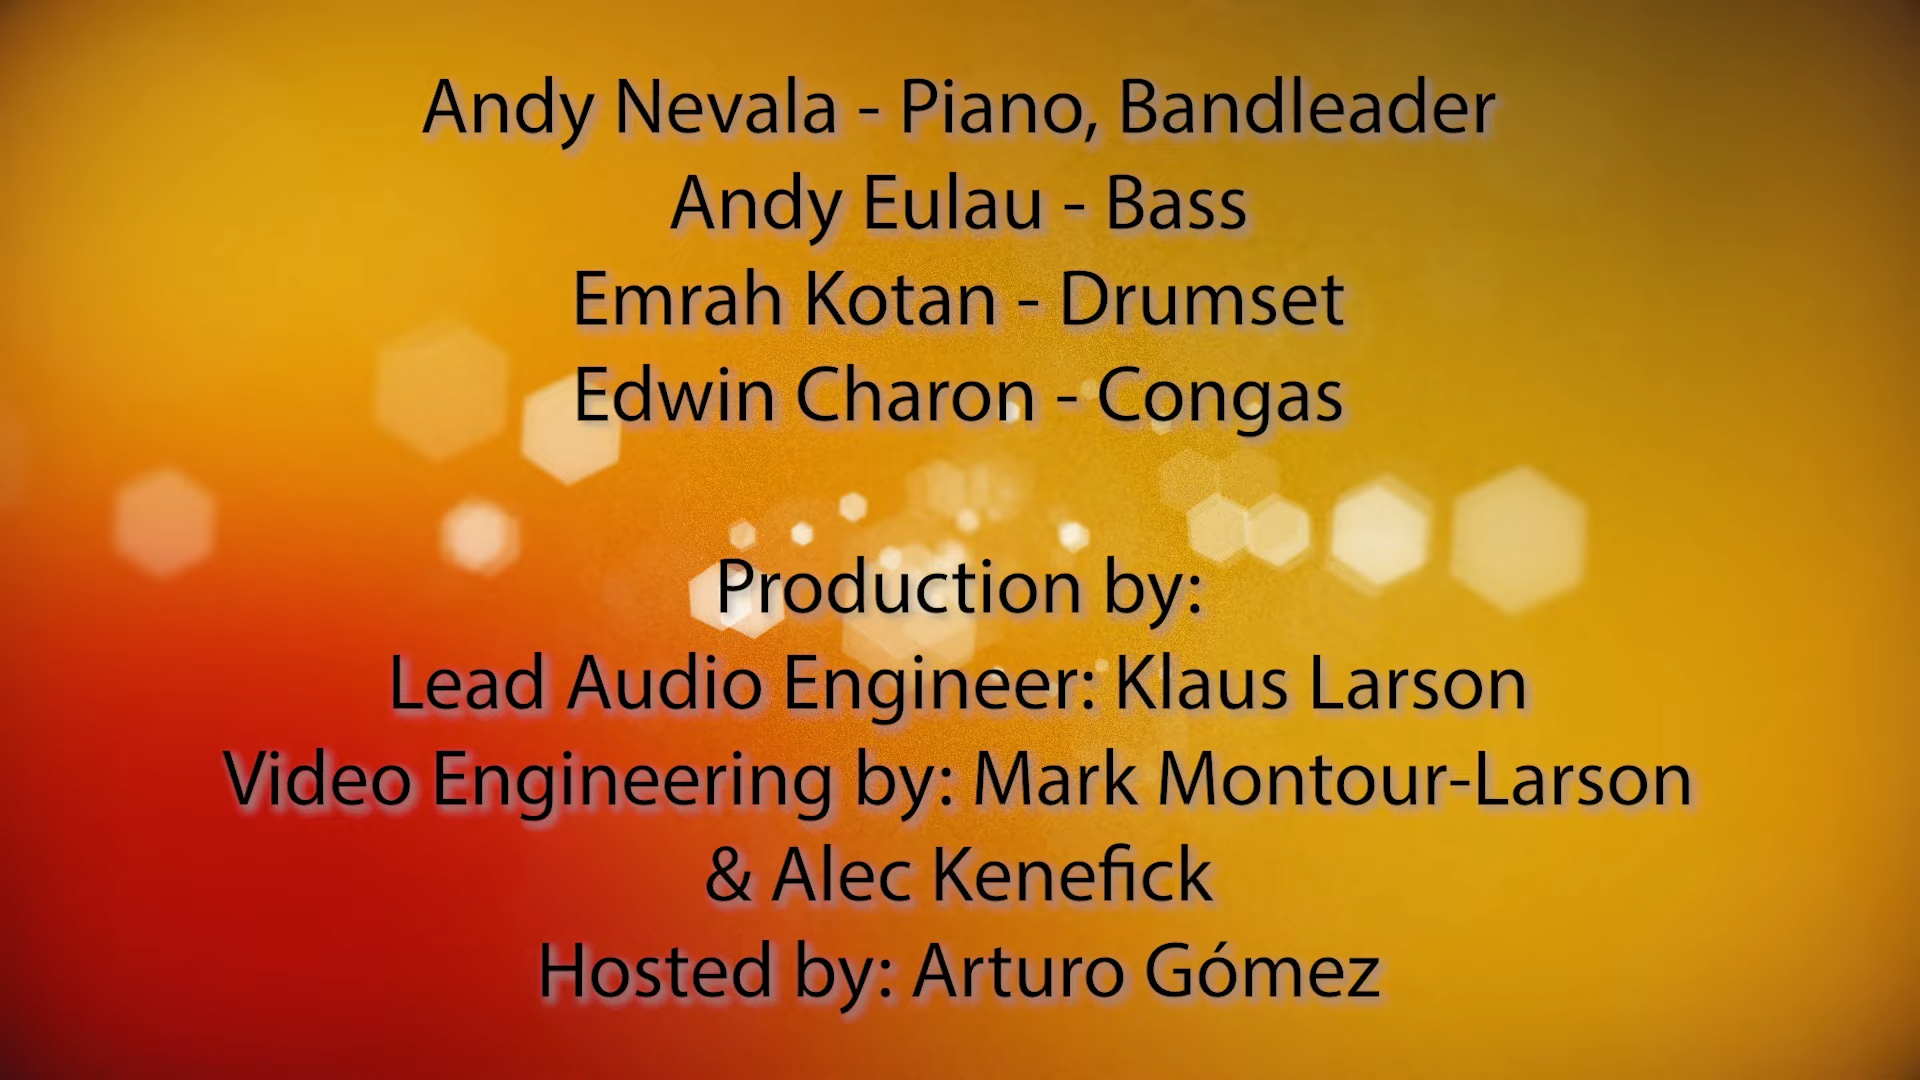 Andy Nevala - Piano, Bandleader
Andy Eulau - Bass
Emrah Kotan - Drumset
Edwin Charon - Congas
Production by:
Lead Audio Engineer: Klaus Larson
Video Engineering by: Mark Montour-Larson
& Alec Kenefick
Hosted by: Arturo Gómez